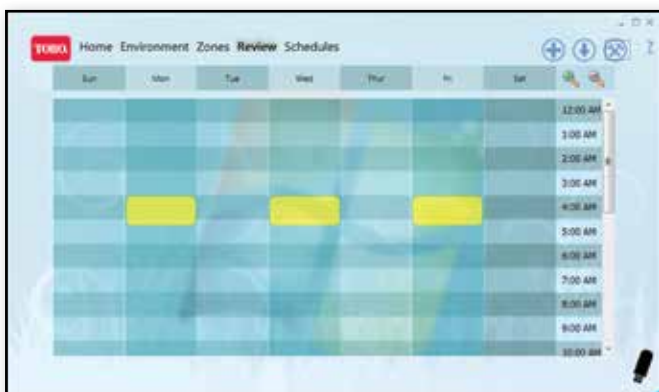 TORO. Home Environment Zones Review Schedules
Sun Mon Tue Wed Thur Fri Sat
12:00 AM
1:00 AM
2:00 AM
3:00 AM
4:00 AM
5:00 AM
6:00 AM
7:00 AM
8:00 AM
9:00 AM
10:00 AM